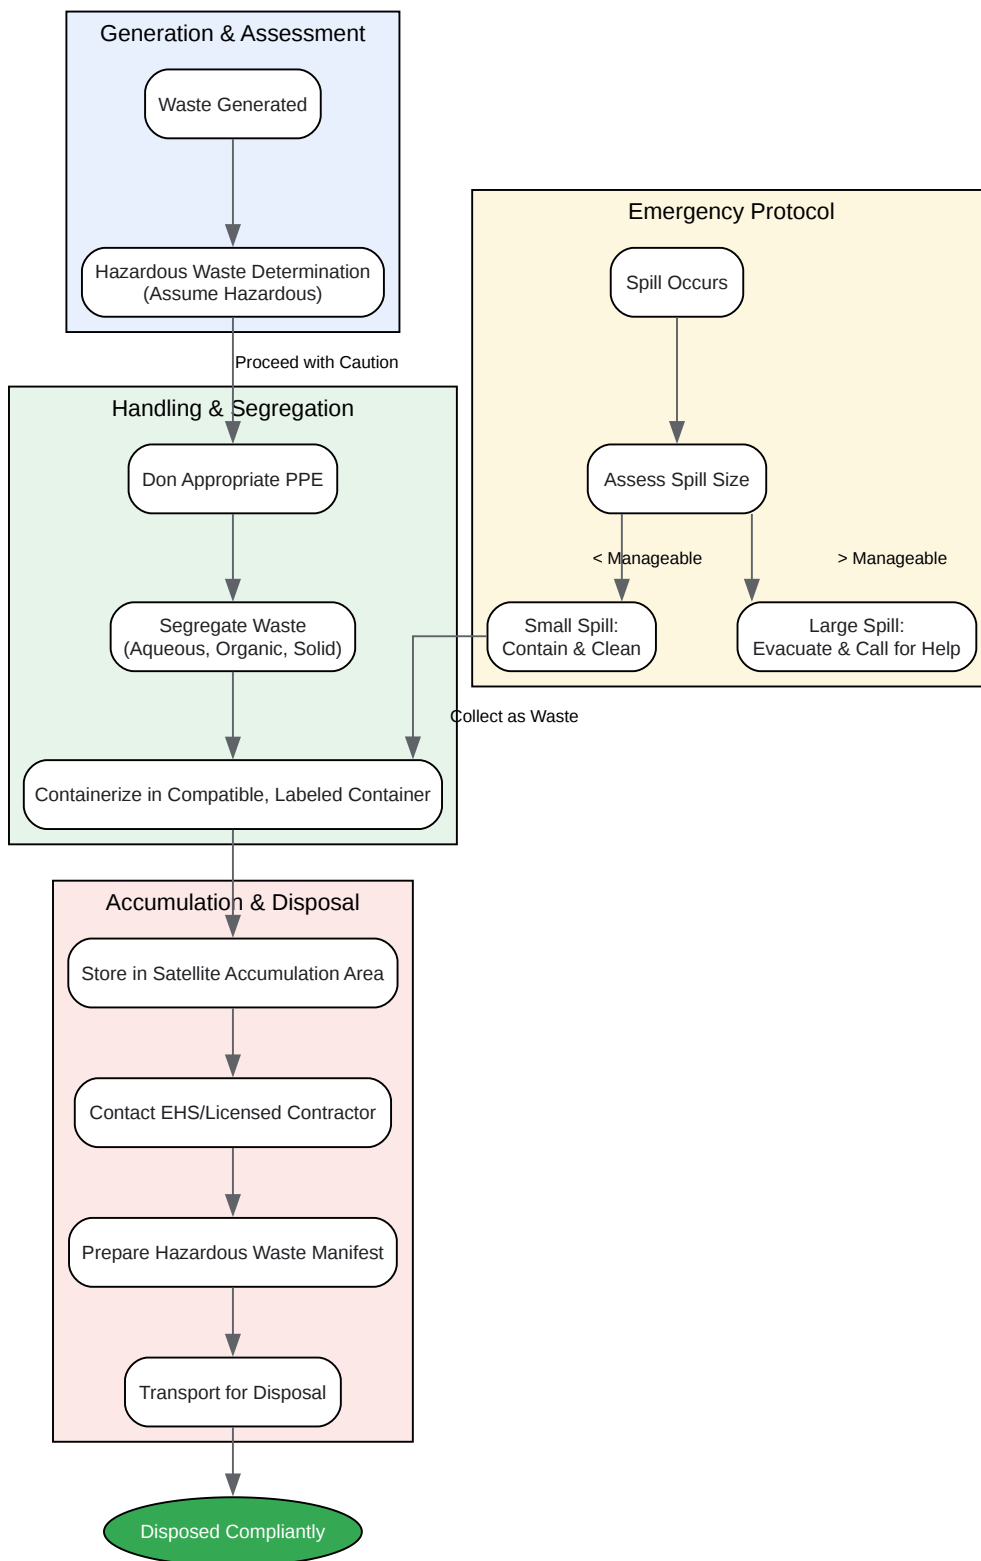 Generation & Assessment
Waste Generated
Hazardous Waste Determination
(Assume Hazardous)
Proceed with Caution
Handling & Segregation
Don Appropriate PPE
Segregate Waste
(Aqueous, Organic, Solid)
Containerize in Compatible, Labeled Container
Emergency Protocol
Spill Occurs
Assess Spill Size
< Manageable
> Manageable
Small Spill:
Contain & Clean
Large Spill:
Evacuate & Call for Help
Collect as Waste
Accumulation & Disposal
Store in Satellite Accumulation Area
Contact EHS/Licensed Contractor
Prepare Hazardous Waste Manifest
Transport for Disposal
Disposed Compliantly